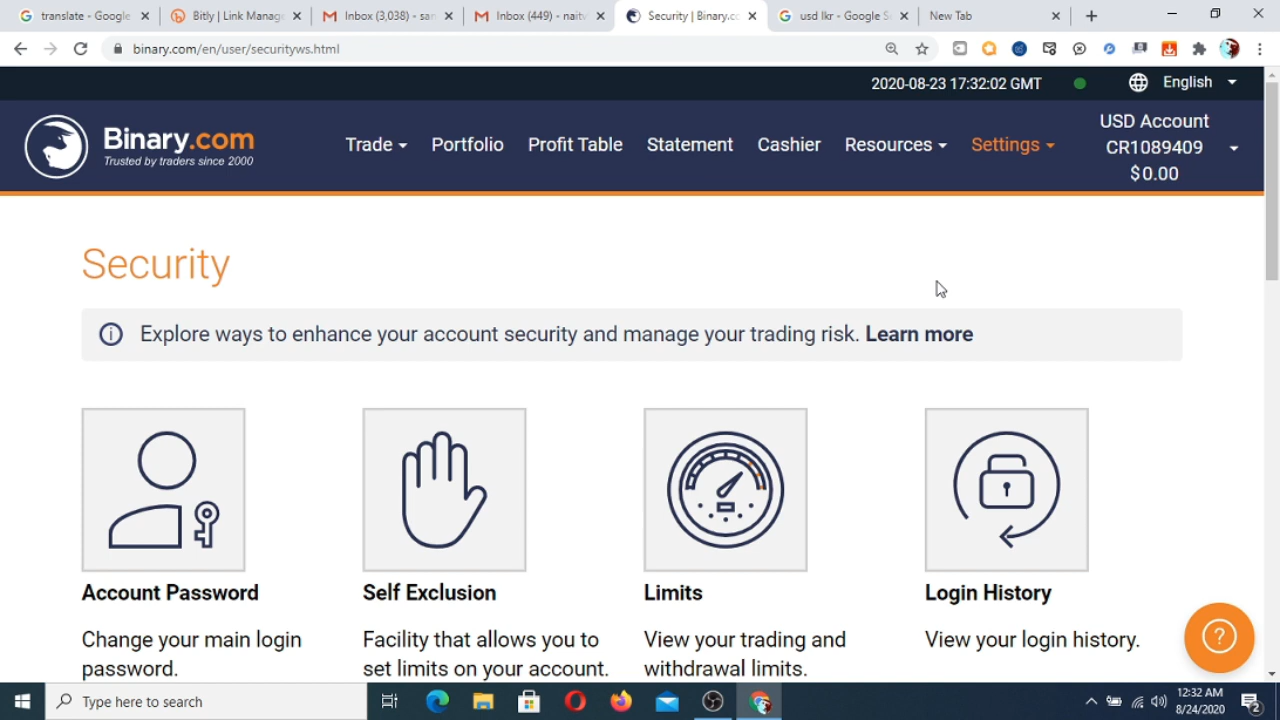 translate - Google
Bitly | Link Manag
Inbox (3,038) - sar
Inbox (449) - naitv
Security | Binary.co
usd lkr - Google Se
New Tab
binary.com/en/user/securityws.html
2020-08-23 17:32:02 GMT
English
Binary.com
Trusted by traders since 2000
Trade
Portfolio
Profit Table
Statement
Cashier
Resources
Settings
USD Account
CR1089409
$0.00
Security
Explore ways to enhance your account security and manage your trading risk. Learn more
Account Password
Change your main login
password.
Self Exclusion
Facility that allows you to
set limits on your account.
Limits
View your trading and
withdrawal limits.
Login History
View your login history.
Type here to search
12:32 AM
8/24/2020
2